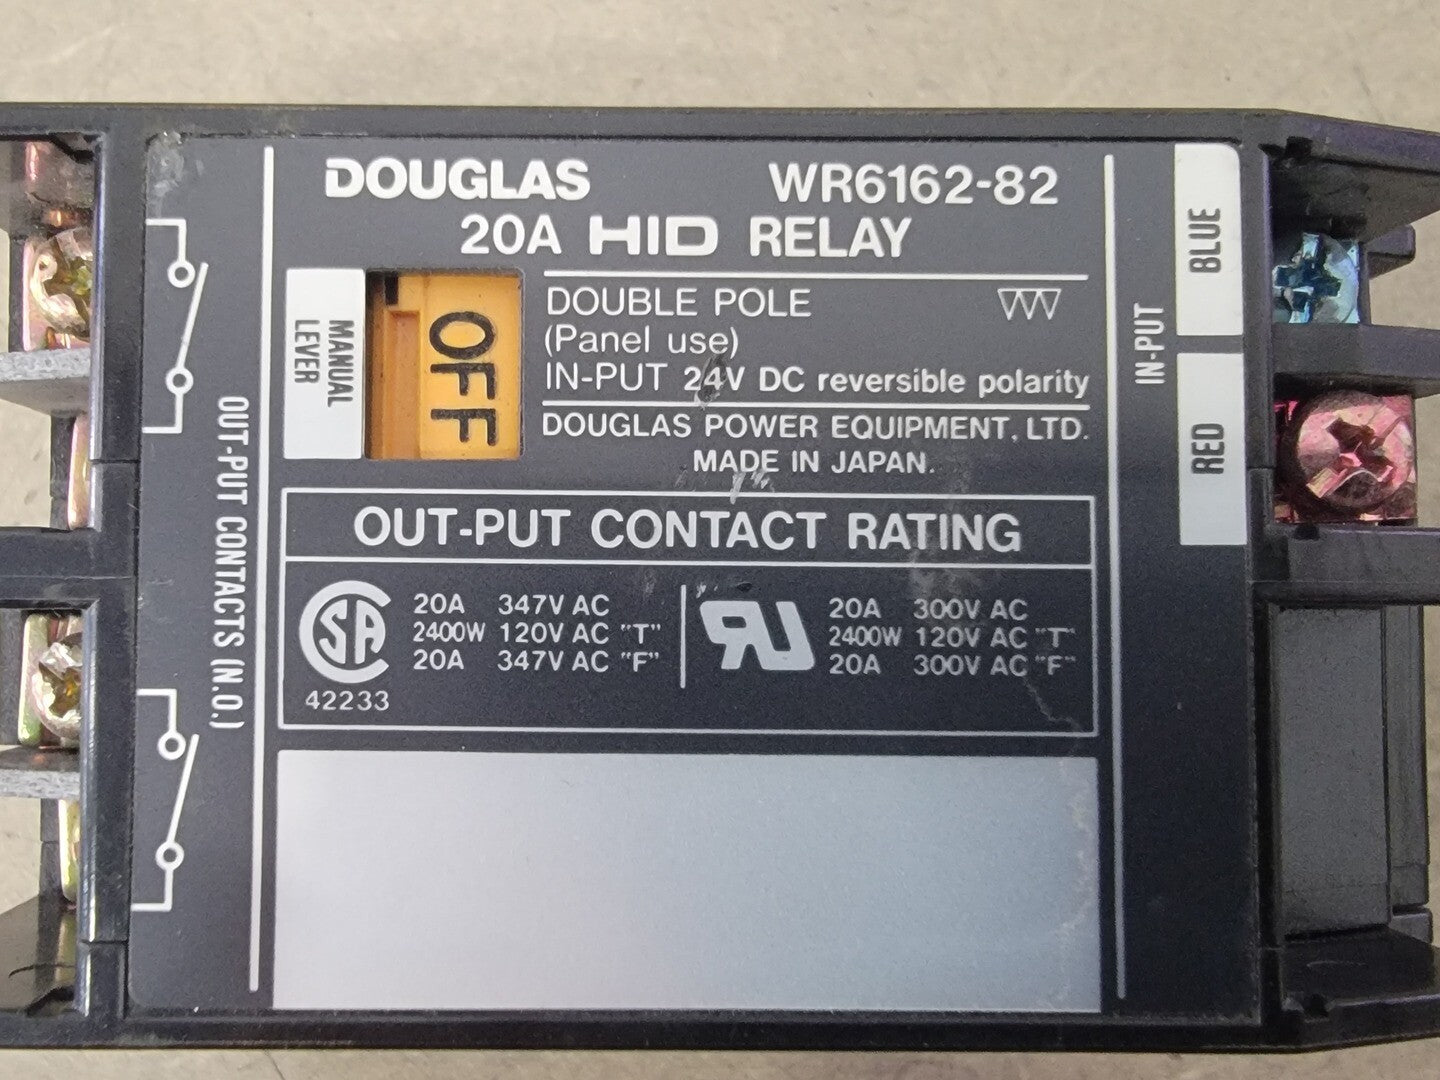 DOUGLAS WR6162-82
20A HID RELAY
MANUAL
LEVER
OFF
DOUBLE POLE
(Panel use)
IN-PUT 24V DC reversible polarity
DOUGLAS POWER EQUIPMENT, LTD.
MADE IN JAPAN.
OUT-PUT CONTACTS (N.O.)
IN-PUT
BLUE
RED
OUT-PUT CONTACT RATING
SA
42233
20A 347V AC
2400W 120V AC "T"
20A 347V AC "F"
RU
20A 300V AC
2400W 120V AC "T"
20A 300V AC "F"